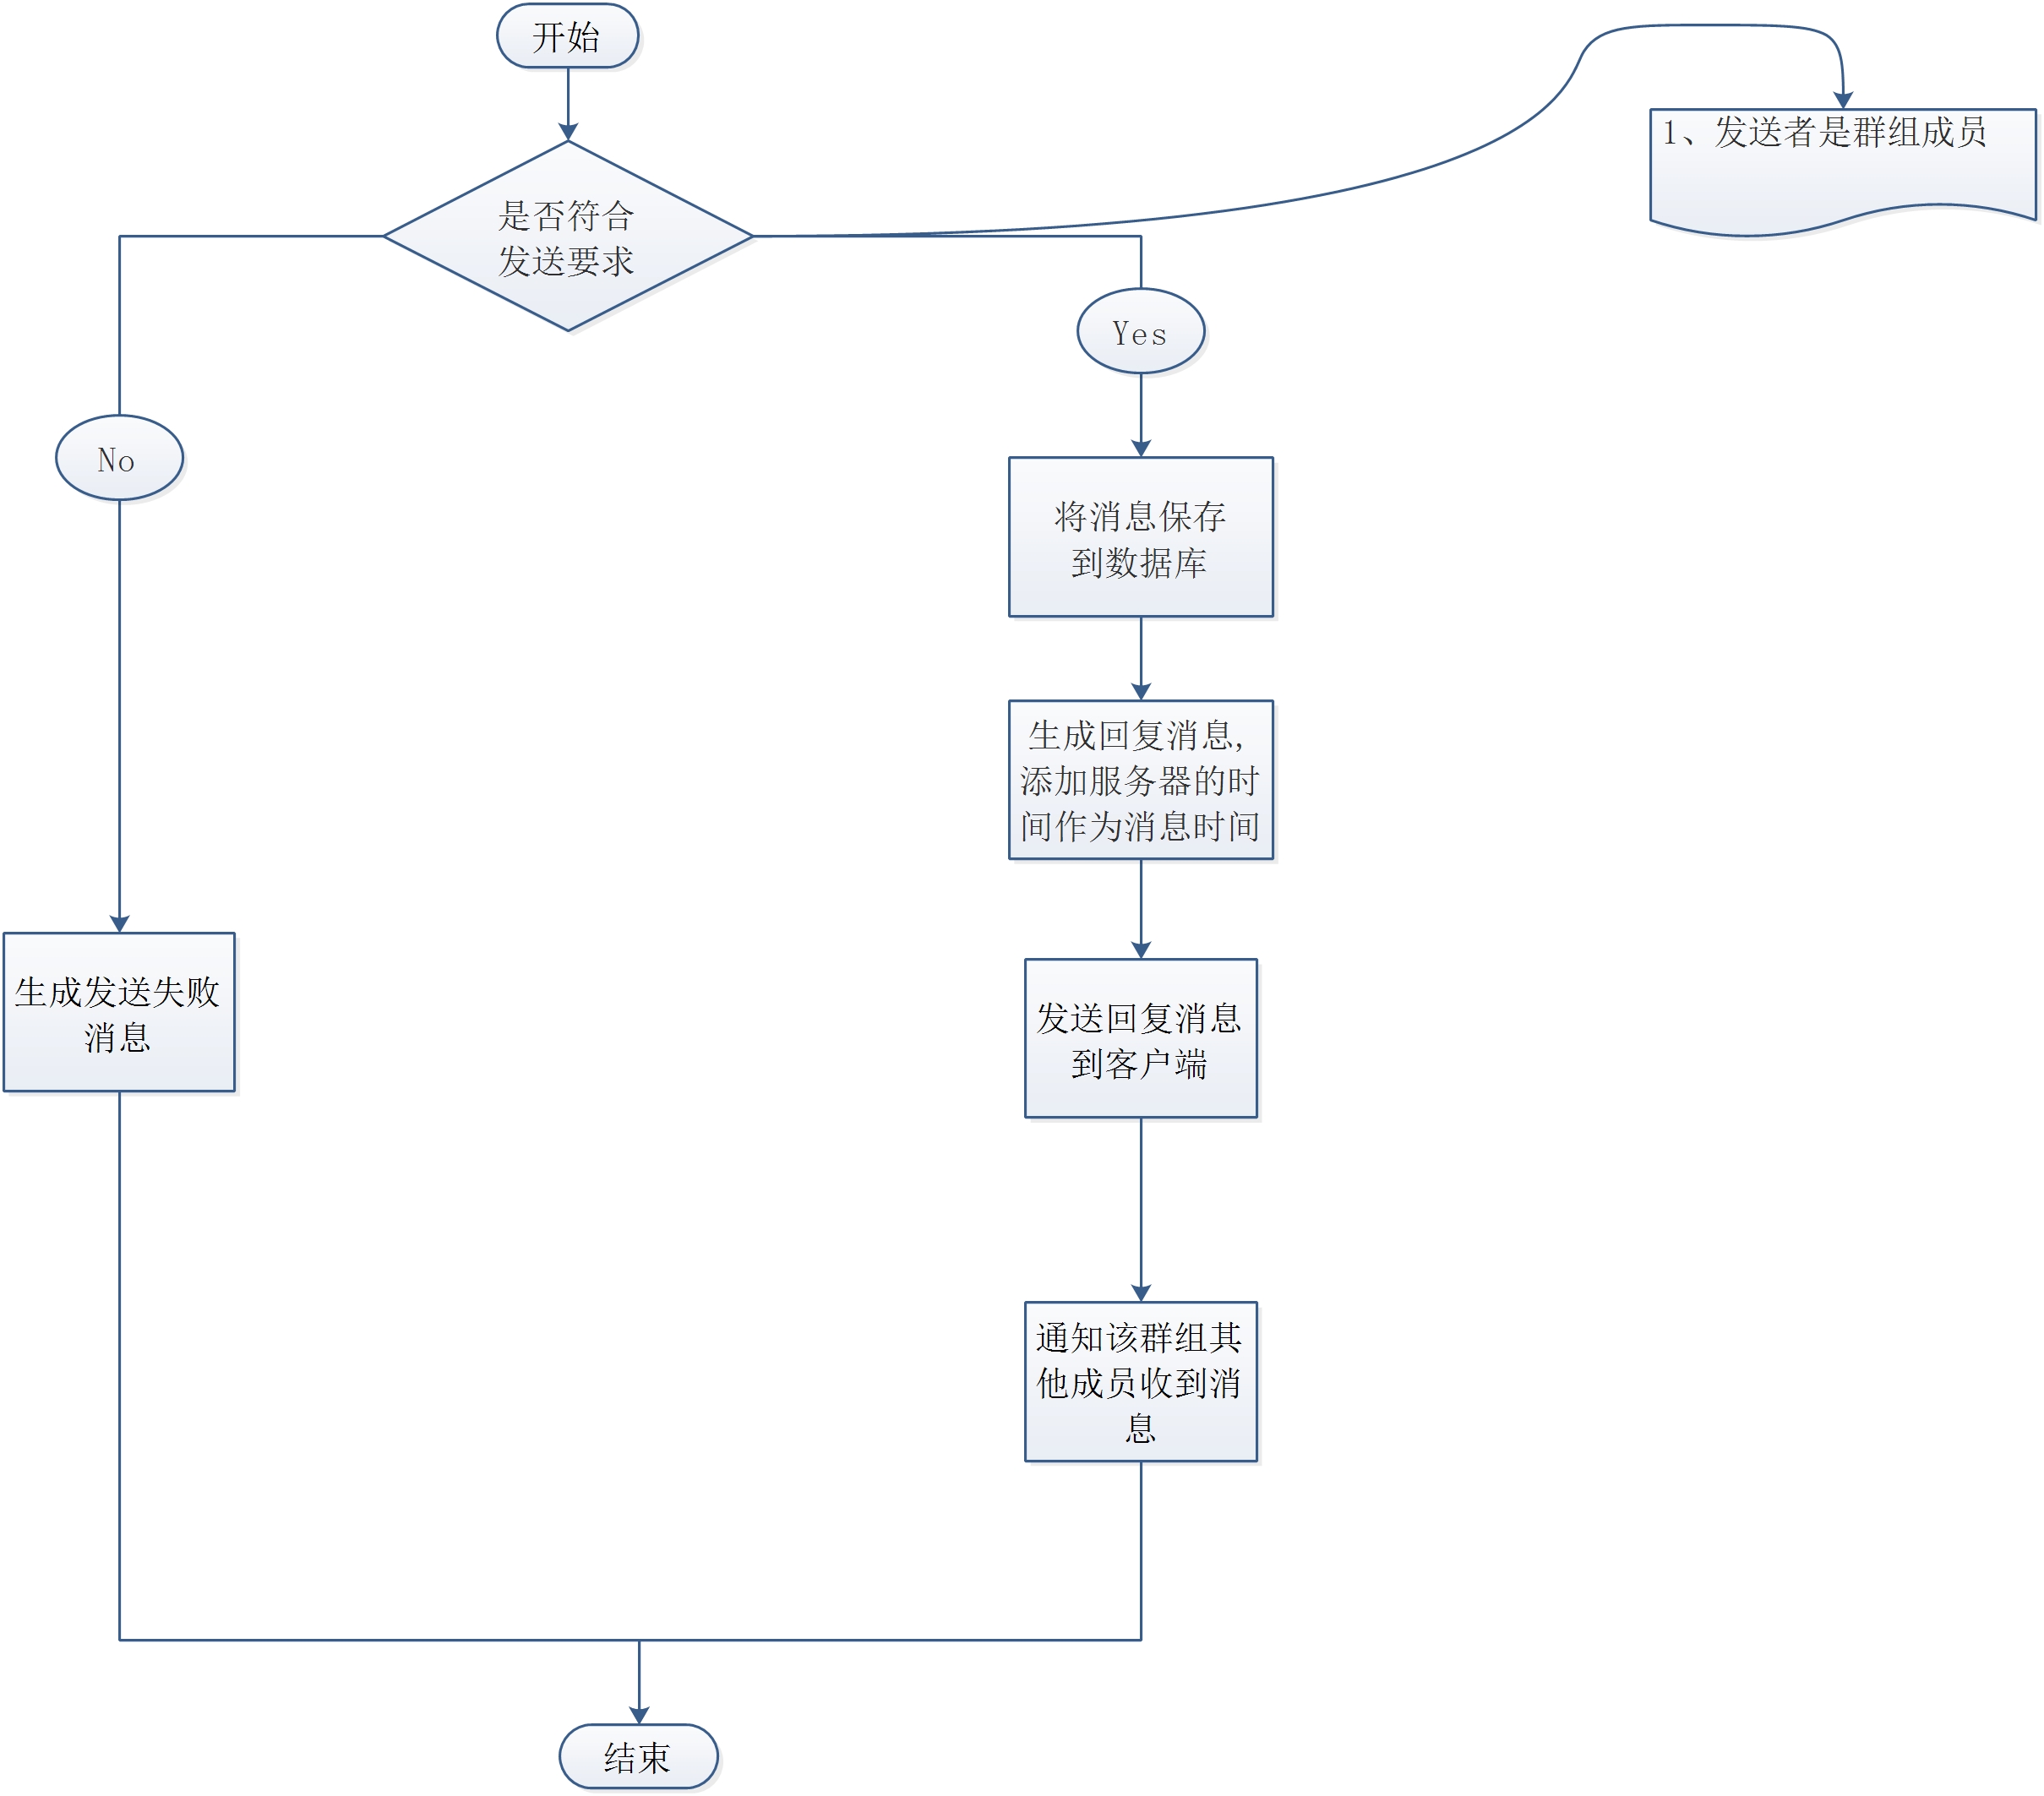 开始
1、发送者是群组成员
是否符合
发送要求
Yes
No
将消息保存
到数据库
生成回复消息，
添加服务器的时
间作为消息时间
生成发送失败
消息
发送回复消息
到客户端
通知该群组其
他成员收到消
息
结束